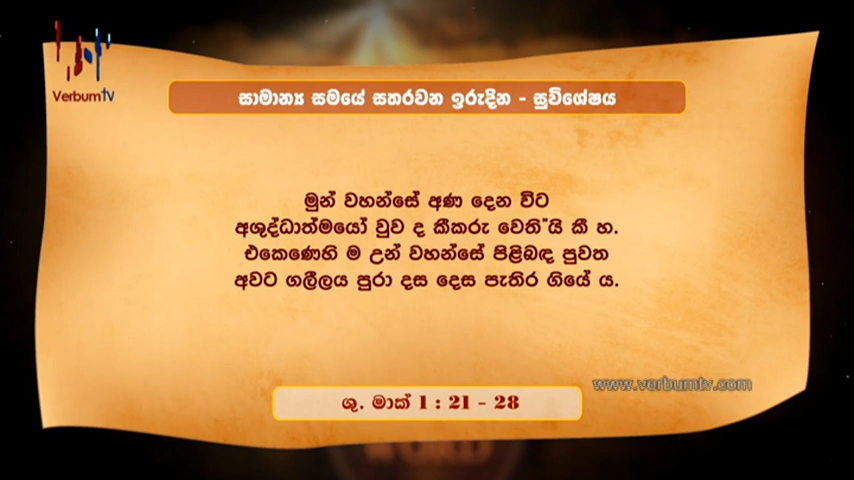 VerbumTV
සාමාන්‍ය සමයේ සතරවන ඉරුදින - සුවිශේෂය
මුන් වහන්සේ අණ දෙන විට
අශුද්ධාත්මයෝ වුව ද කීකරු වෙති"යි කී හ.
එකෙණෙහි ම උන් වහන්සේ පිළිබඳ පුවත
අවට ගලීලය පුරා දස දෙස පැතිර ගියේ ය.
www.verbumtv.com
ශු. මාක් 1 : 21 - 28